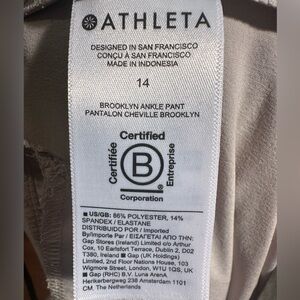 ATHLETA
DESIGNED IN SAN FRANCISCO
CONÇU À SAN FRANCISCO
MADE IN INDONESIA
14
BROOKLYN ANKLE PANT
PANTALON CHEVILLE BROOKLYN
Certified
Certifiée
B
®
Entreprise
Corporation
■ US/GB: 86% POLYESTER, 14%
SPANDEX / ELASTANE
DISTRIBUIDO POR / Imported
By/Importe Par / ΕΙΣΑΓΕΤΑΙ ΑΠΟ ΤΗΝ:
Gap Stores (Ireland) Limited c/o Arthur
Cox, 10 Earlsfort Terrace, Dublin 2, D02
T380, Ireland ■ Gap (UK Holdings)
Limited, 2nd Floor Nations House, 103
Wigmore Street, London, W1U 1QS, UK
■ Gap (RHC) B.V. Luna Arena
Herikerbergweg 238 Amsterdam 1101
CM, The Netherlands